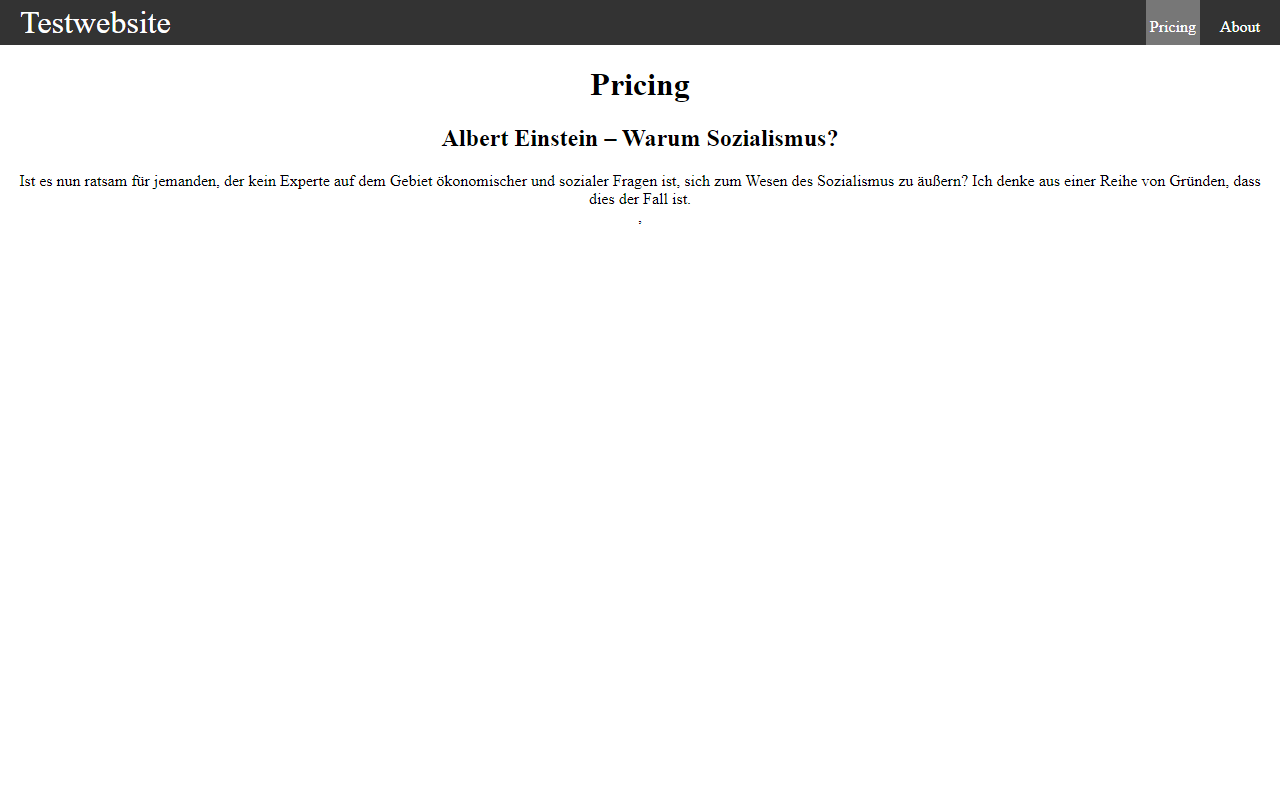 Testwebsite
Pricing
About
Pricing
Albert Einstein – Warum Sozialismus?
Ist es nun ratsam für jemanden, der kein Experte auf dem Gebiet ökonomischer und sozialer Fragen ist, sich zum Wesen des Sozialismus zu äußern? Ich denke aus einer Reihe von Gründen, dass
dies der Fall ist.
,